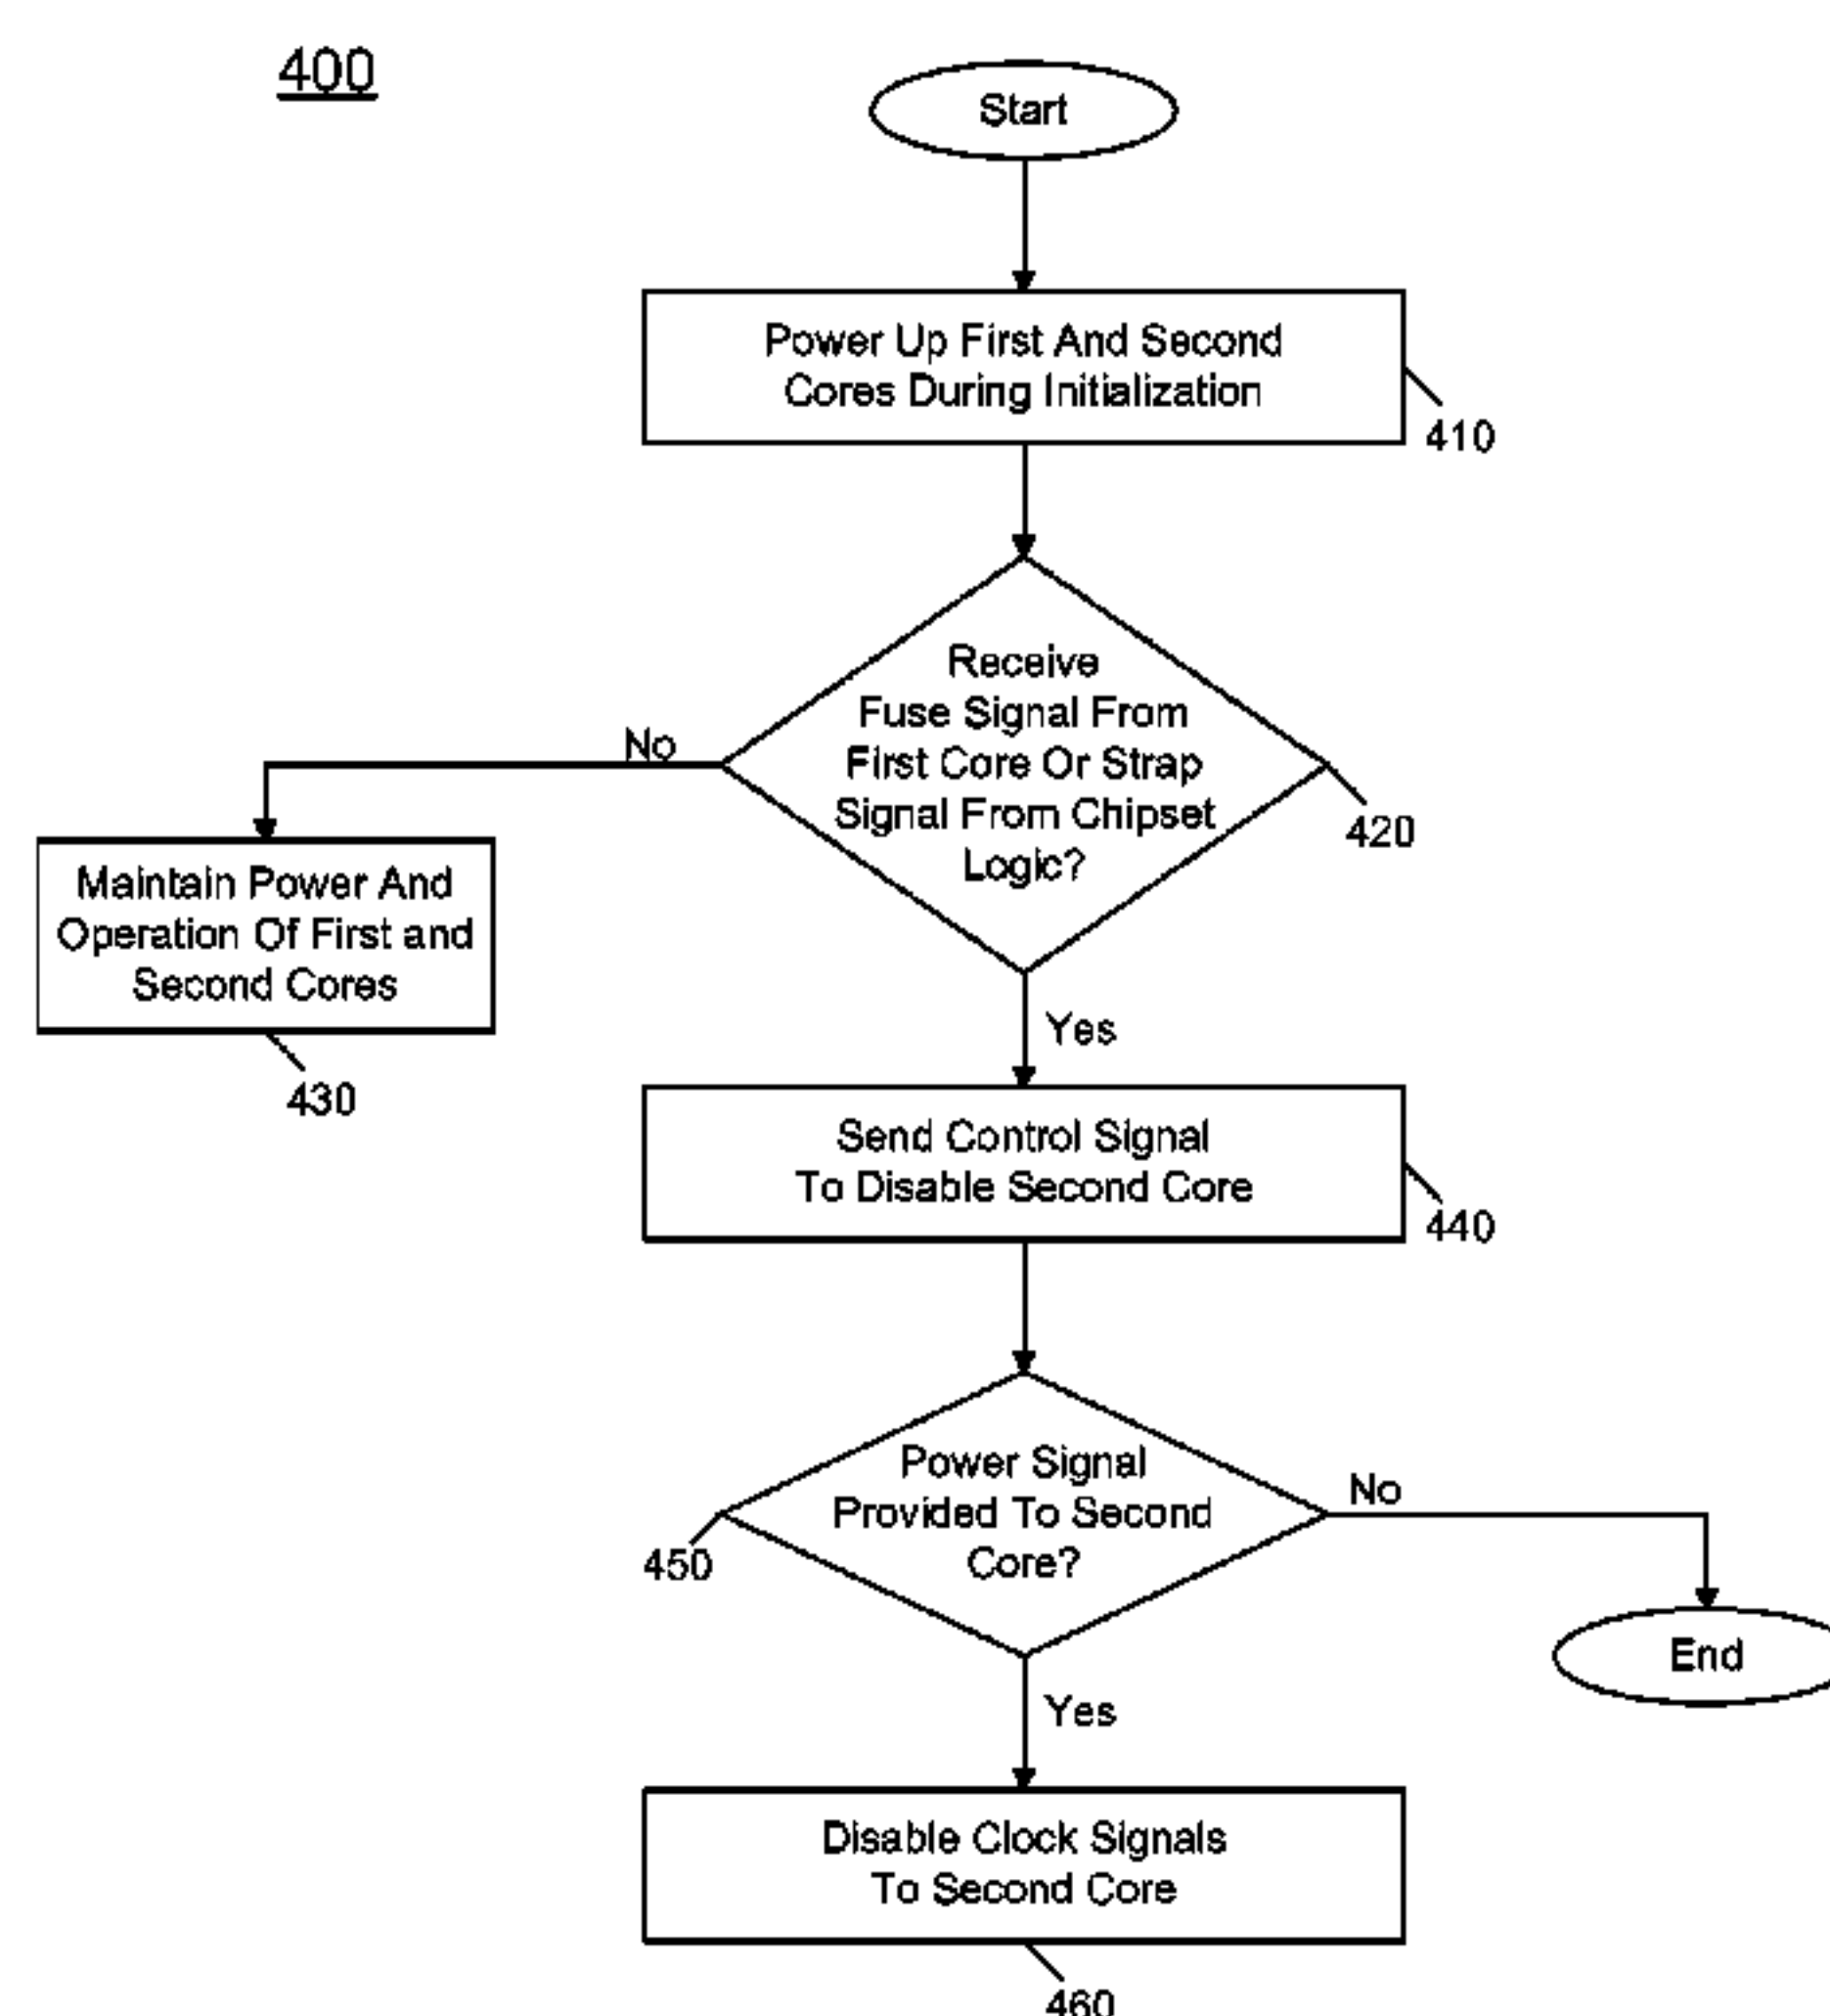 400
Start
Power Up First And Second
Cores During Initialization
410
Receive
Fuse Signal From
First Core Or Strap
Signal From Chipset
Logic?
420
No
Maintain Power And
Operation Of First and
Second Cores
430
Yes
Send Control Signal
To Disable Second Core
440
Power Signal
Provided To Second
Core?
450
No
End
Yes
Disable Clock Signals
To Second Core
460